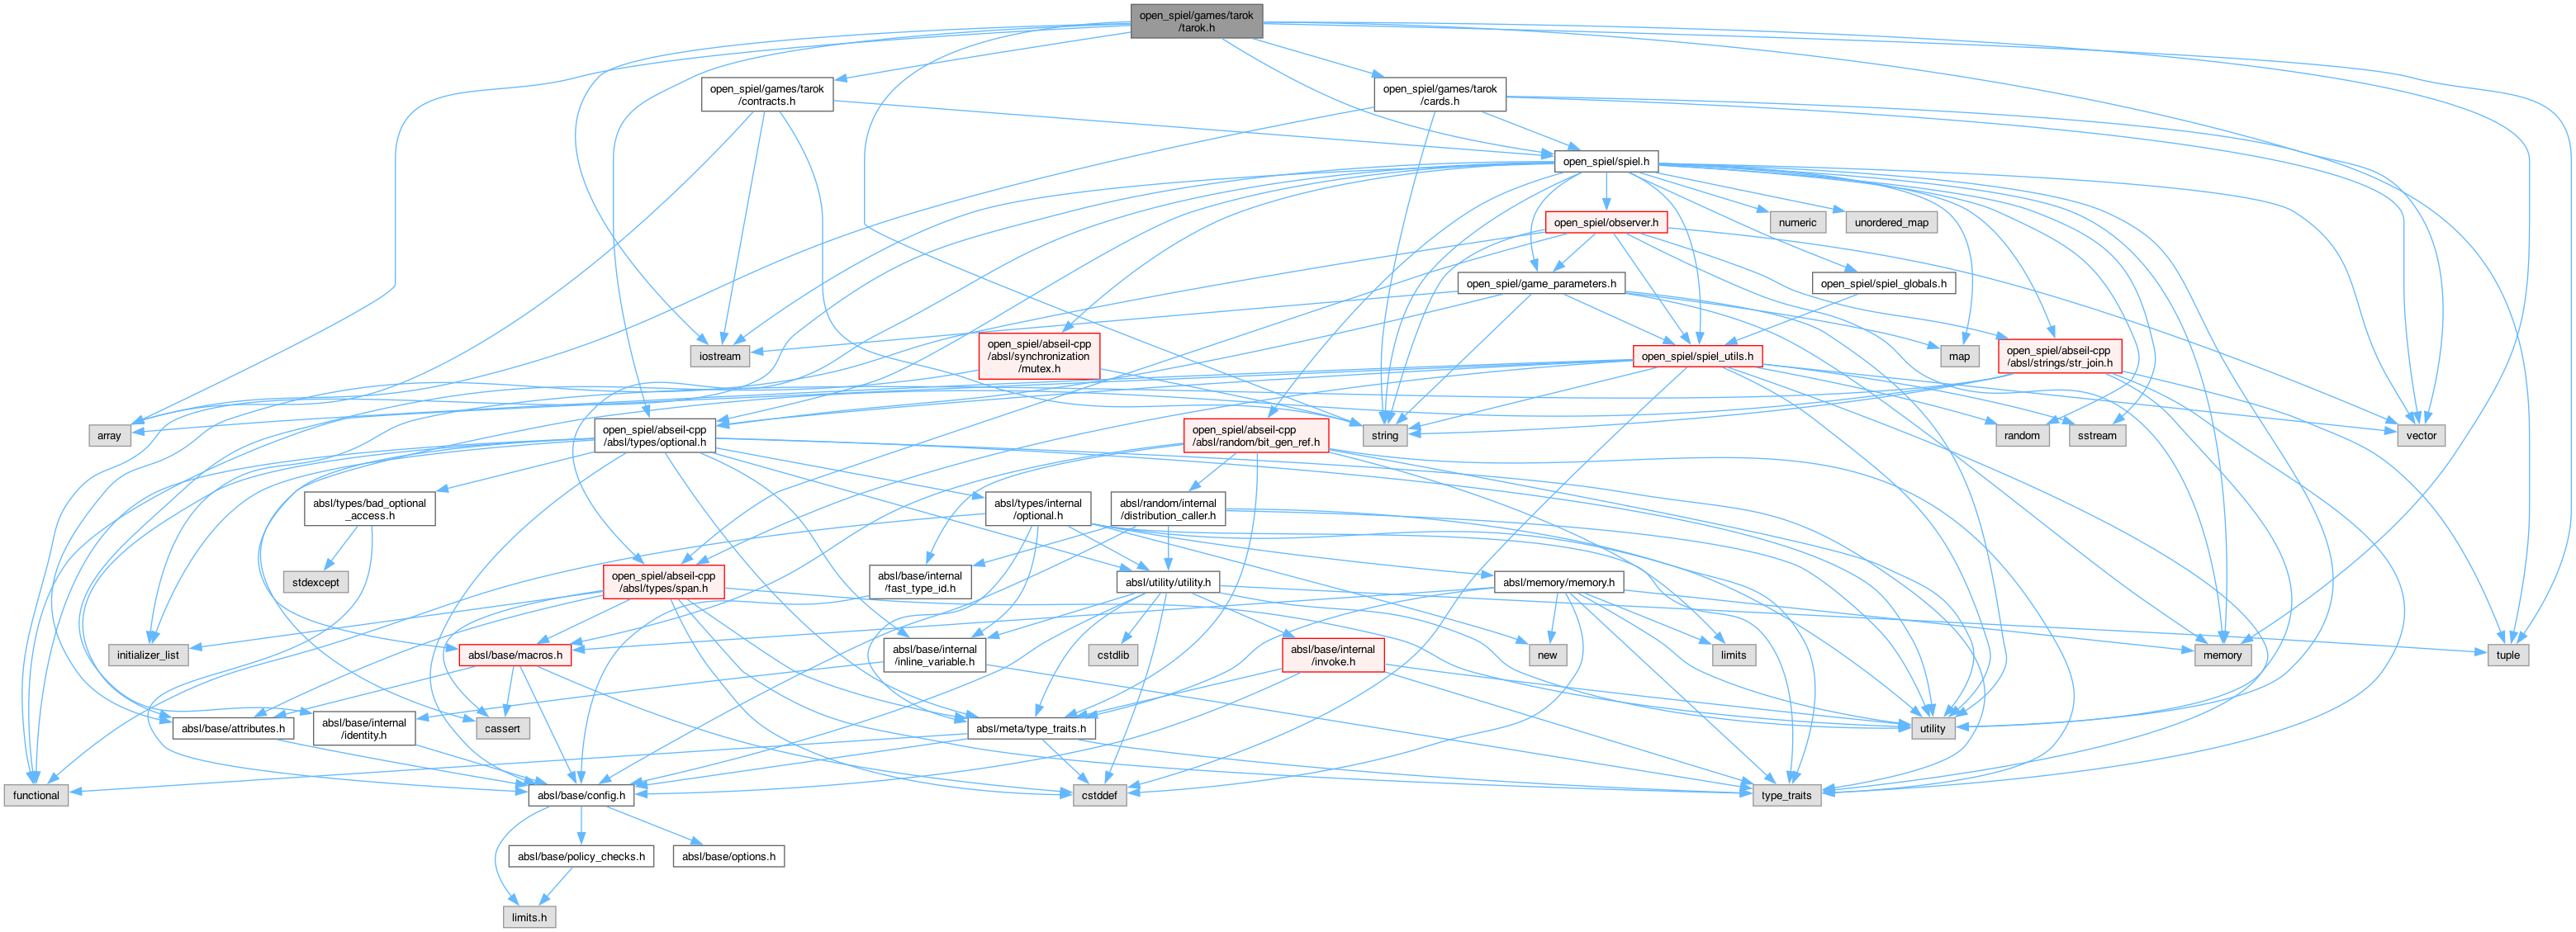 open_spiel/games/tarok
/tarok.h
open_spiel/games/tarok
/contracts.h
open_spiel/games/tarok
/cards.h
open_spiel/spiel.h
open_spiel/observer.h
numeric
unordered_map
open_spiel/game_parameters.h
open_spiel/spiel_globals.h
iostream
open_spiel/abseil-cpp
/absl/synchronization
/mutex.h
open_spiel/spiel_utils.h
map
open_spiel/abseil-cpp
/absl/strings/str_join.h
array
open_spiel/abseil-cpp
/absl/types/optional.h
open_spiel/abseil-cpp
/absl/random/bit_gen_ref.h
string
random
sstream
vector
absl/types/bad_optional
_access.h
absl/types/internal
/optional.h
absl/random/internal
/distribution_caller.h
stdexcept
open_spiel/abseil-cpp
/absl/types/span.h
absl/base/internal
/fast_type_id.h
absl/utility/utility.h
absl/memory/memory.h
initializer_list
absl/base/macros.h
absl/base/internal
/inline_variable.h
cstdlib
absl/base/internal
/invoke.h
new
limits
memory
tuple
absl/base/attributes.h
absl/base/internal
/identity.h
cassert
absl/meta/type_traits.h
utility
functional
absl/base/config.h
cstddef
type_traits
absl/base/policy_checks.h
absl/base/options.h
limits.h